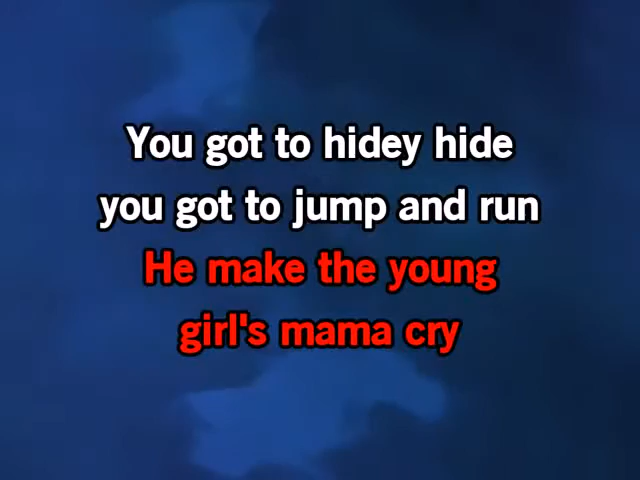 You got to hidey hide
you got to jump and run
He make the young
girl's mama cry